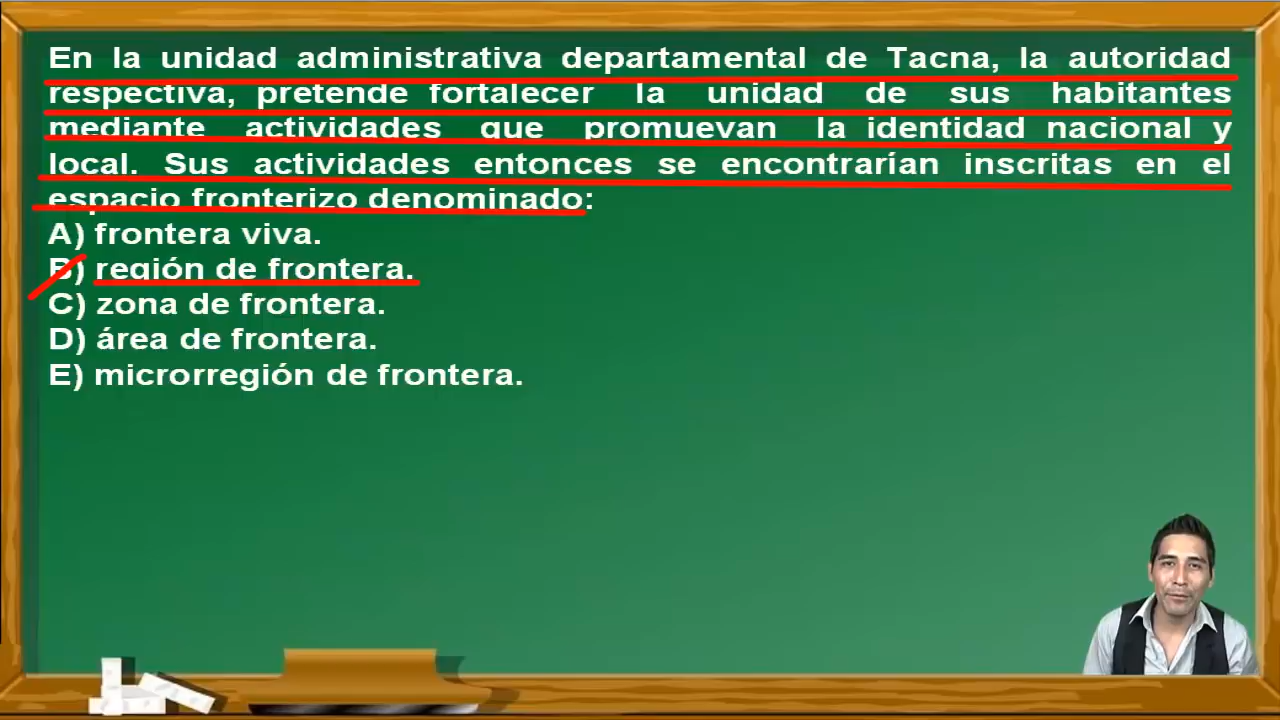 En la unidad administrativa departamental de Tacna, la autoridad
respectiva, pretende fortalecer la unidad de sus habitantes
mediante actividades que promuevan la identidad nacional y
local. Sus actividades entonces se encontrarían inscritas en el
espacio fronterizo denominado:
A) frontera viva.
B) región de frontera.
C) zona de frontera.
D) área de frontera.
E) microrregión de frontera.